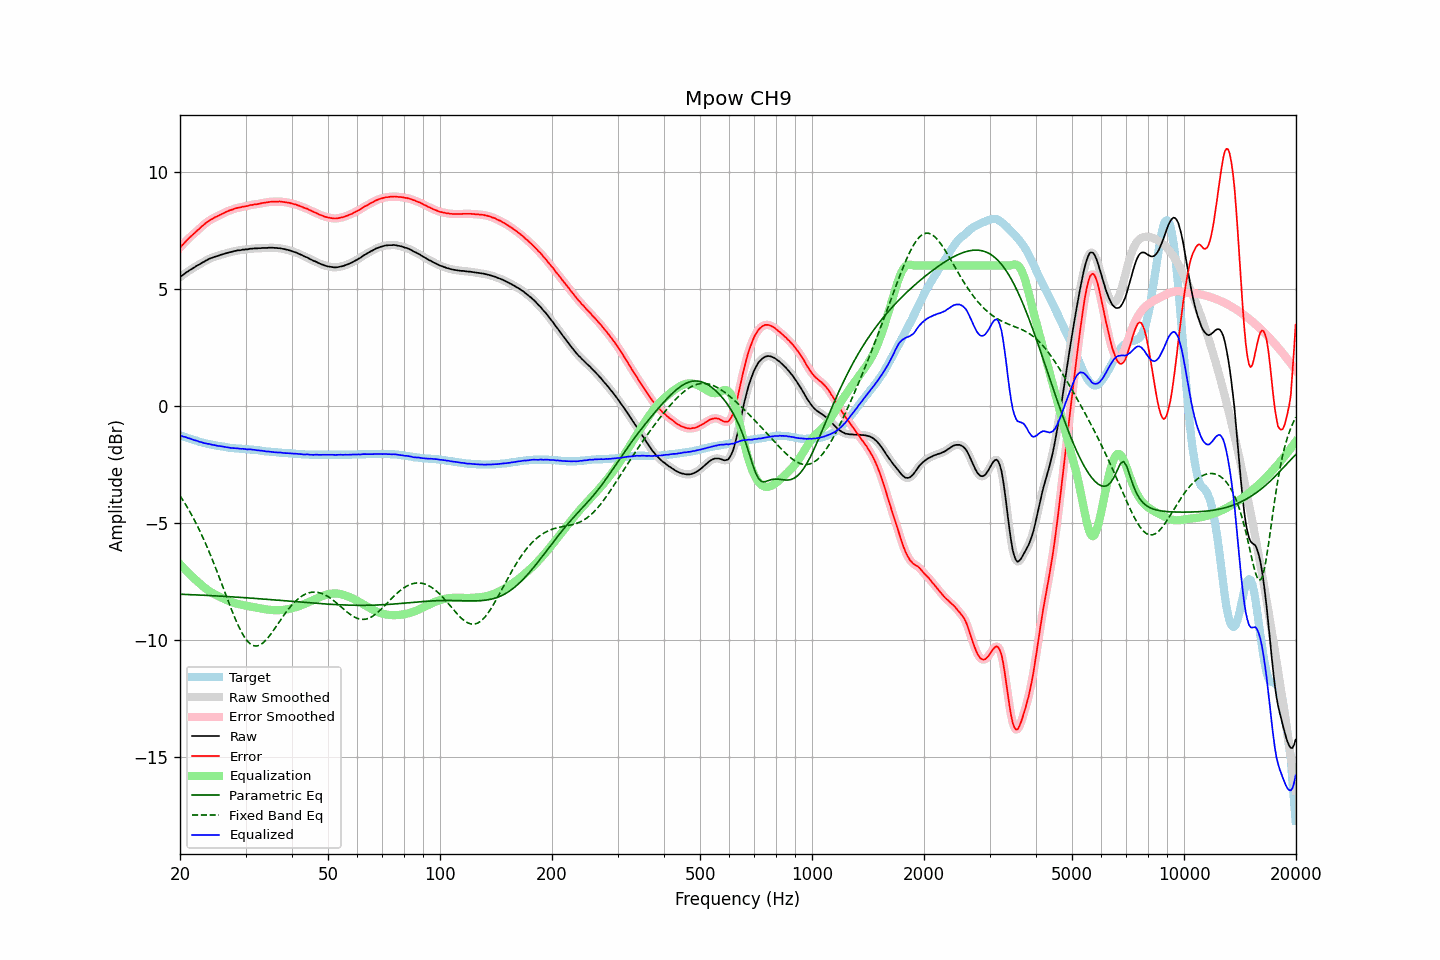 Mpow CH9
Amplitude (dBr)
10
5
0
−5
−10
−15
Target
Raw Smoothed
Error Smoothed
Raw
Error
Equalization
Parametric Eq
Fixed Band Eq
Equalized
20 50 100 200 500 1000 2000 5000 10000 20000
Frequency (Hz)